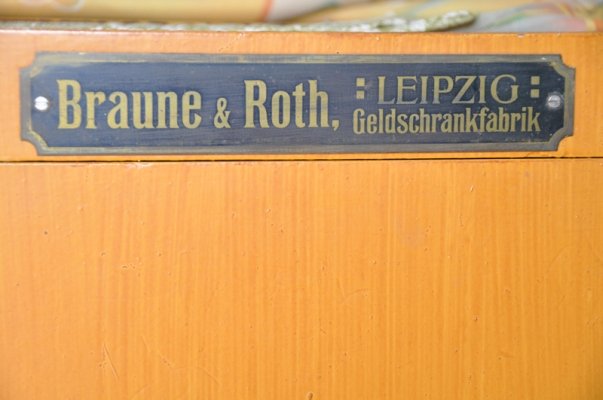 Braune & Roth, LEIPZIG
Geldschrankfabrik